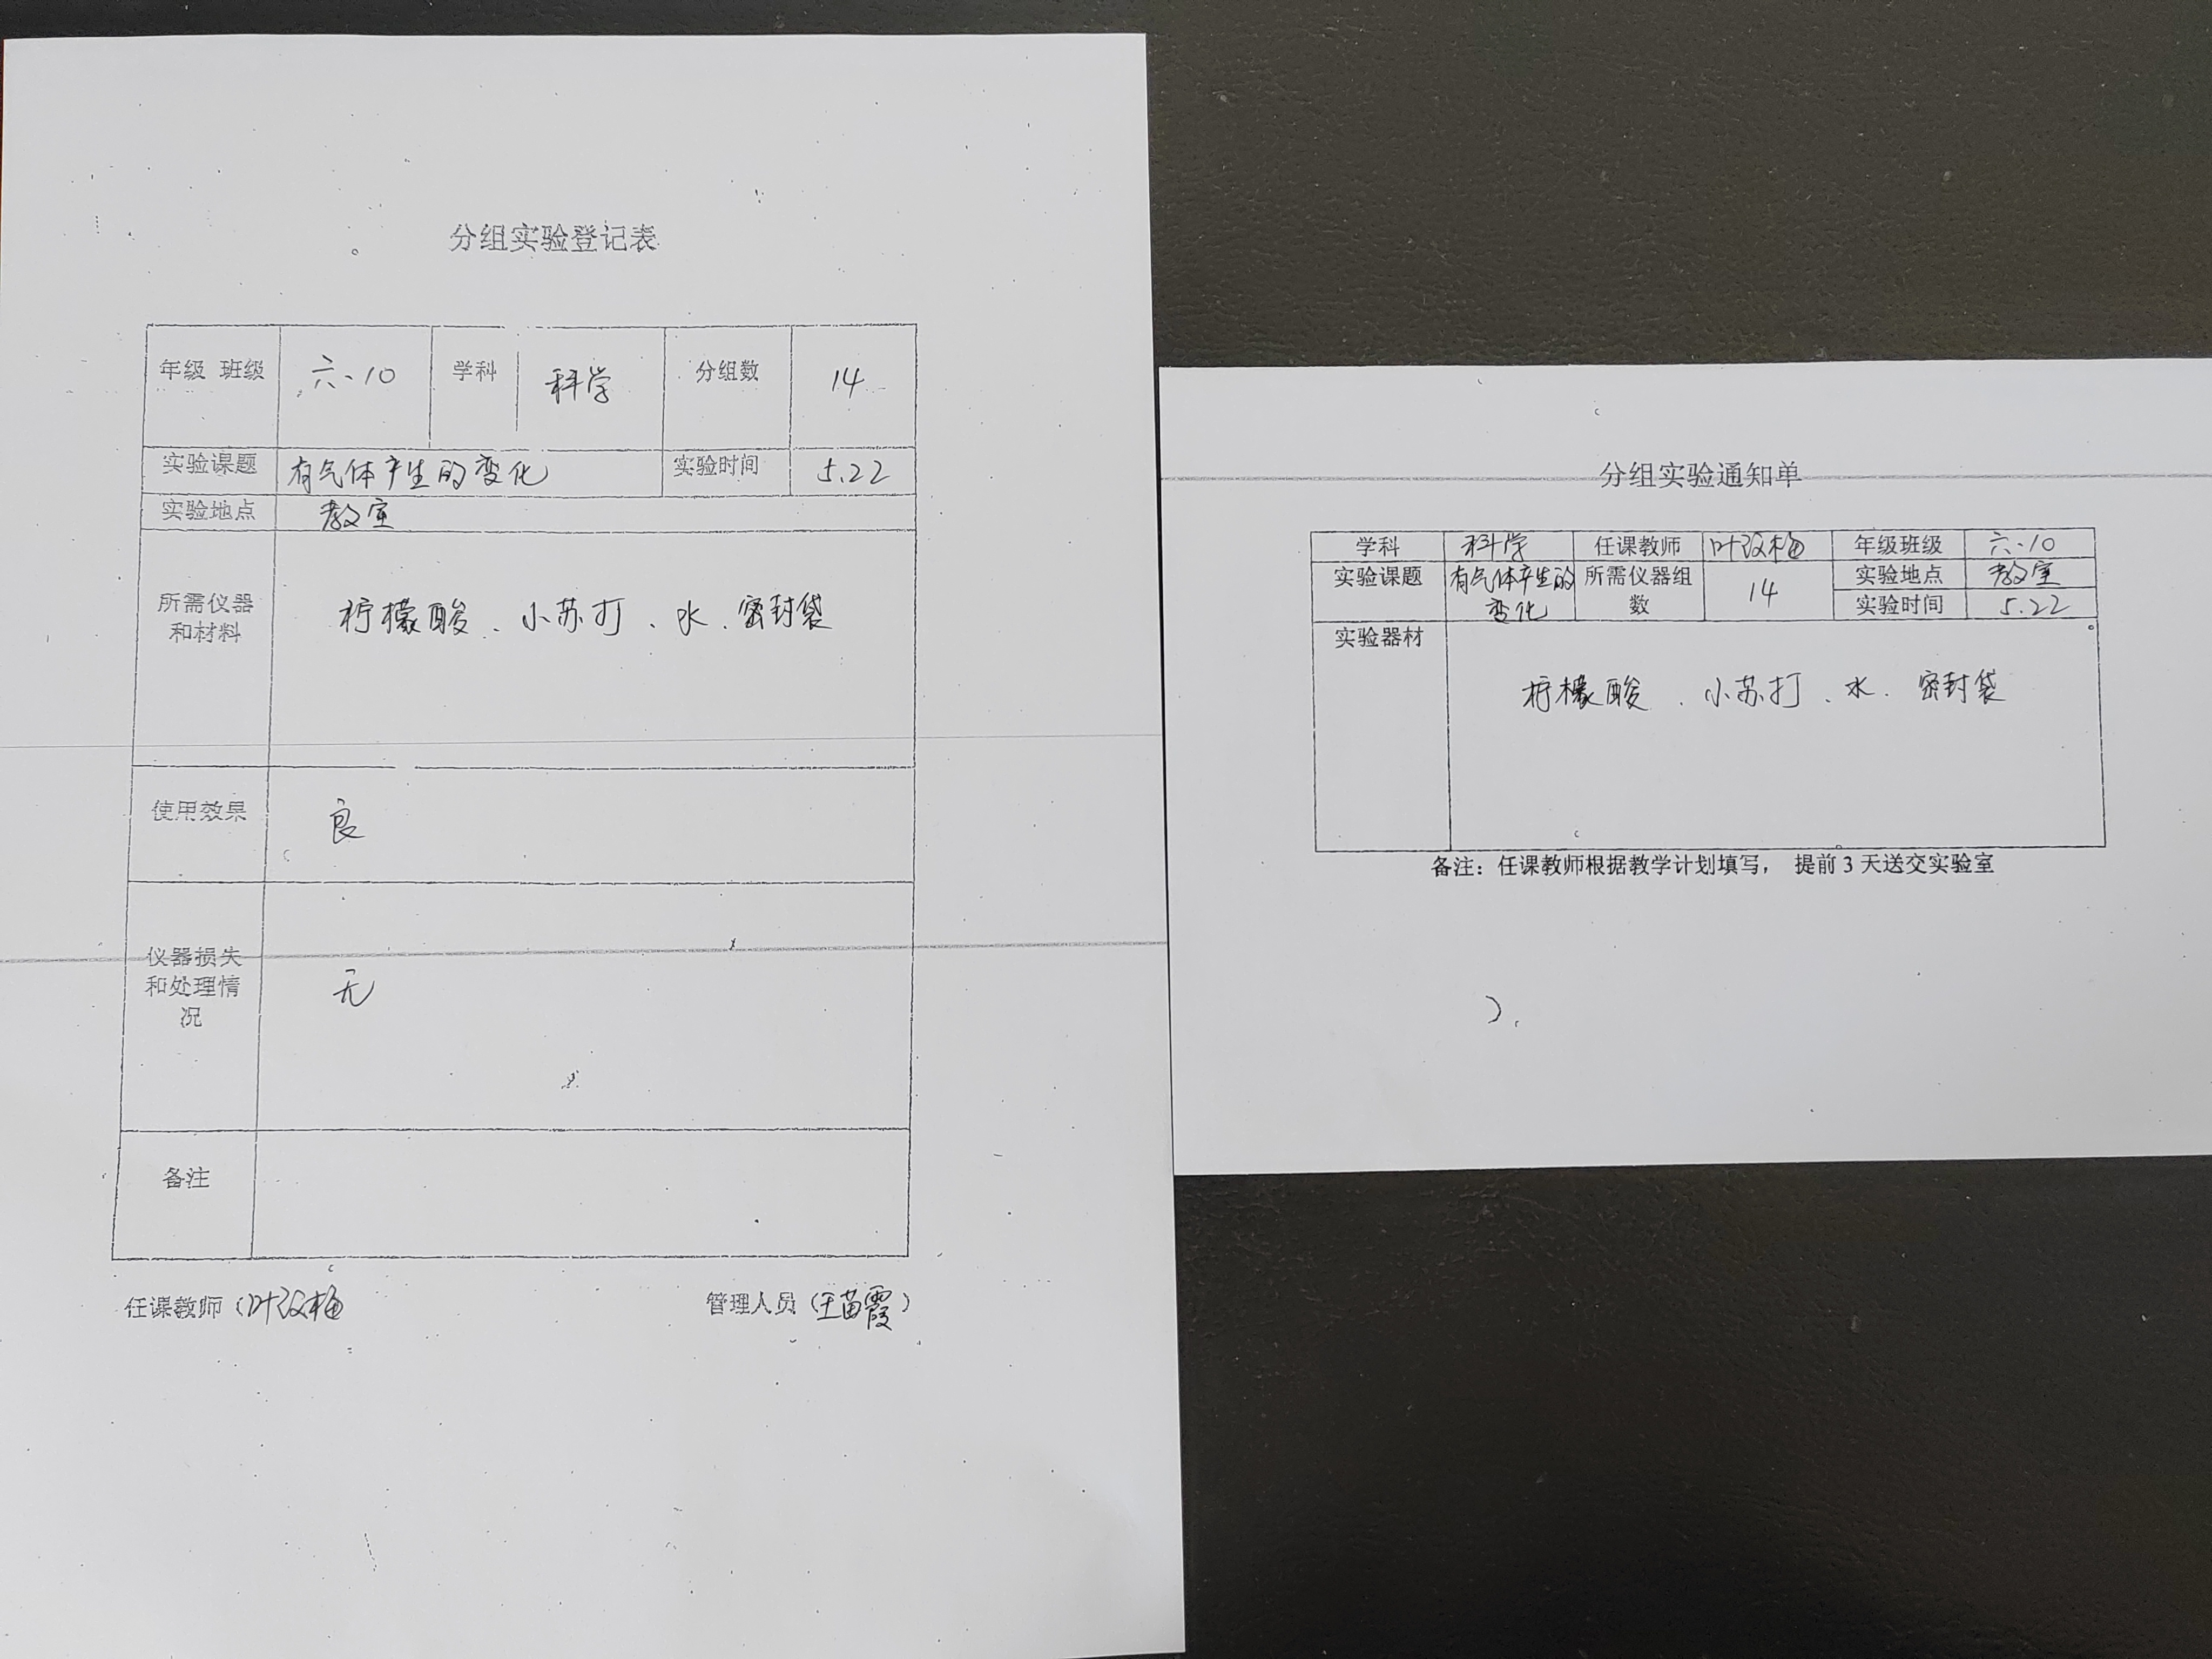 分组实验登记表
年级 班级 六、10 学科 科学 分组数 14
实验课题 有气体产生的变化 实验时间 5.22
实验地点 教室
所需仪器
和材料
柠檬酸、小苏打、水、密封袋
使用效果 良
仪器损失
和处理情
况
无
备注
任课教师（叶
管理人员（王苗霞）
分组实验通知单
学科 科学 任课教师 叶 年级班级 六、10
实验课题 有气体产生的
变化
所需仪器组
数
14
实验地点 教室
实验时间 5.22
实验器材
柠檬酸、小苏打、水、密封袋
备注：任课教师根据教学计划填写， 提前 3 天送交实验室